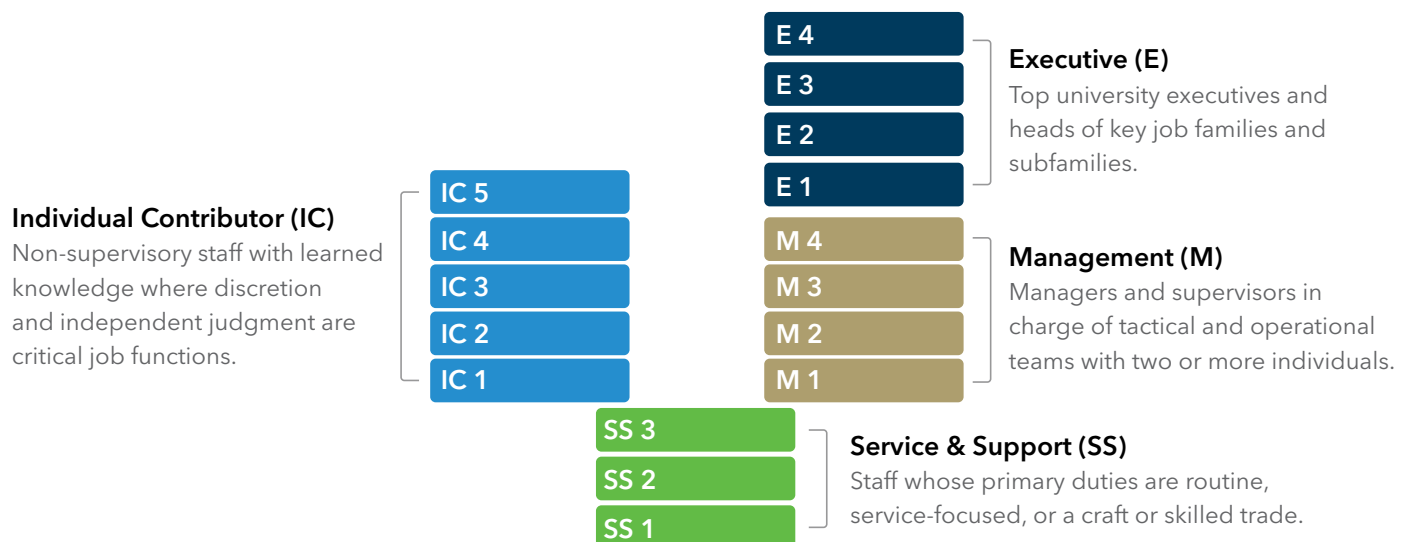 E 4
E 3
E 2
E 1
Executive (E)
Top university executives and
heads of key job families and
subfamilies.
IC 5
IC 4
IC 3
IC 2
IC 1
Individual Contributor (IC)
Non-supervisory staff with learned
knowledge where discretion
and independent judgment are
critical job functions.
M 4
M 3
M 2
M 1
Management (M)
Managers and supervisors in
charge of tactical and operational
teams with two or more individuals.
SS 3
SS 2
SS 1
Service & Support (SS)
Staff whose primary duties are routine,
service-focused, or a craft or skilled trade.